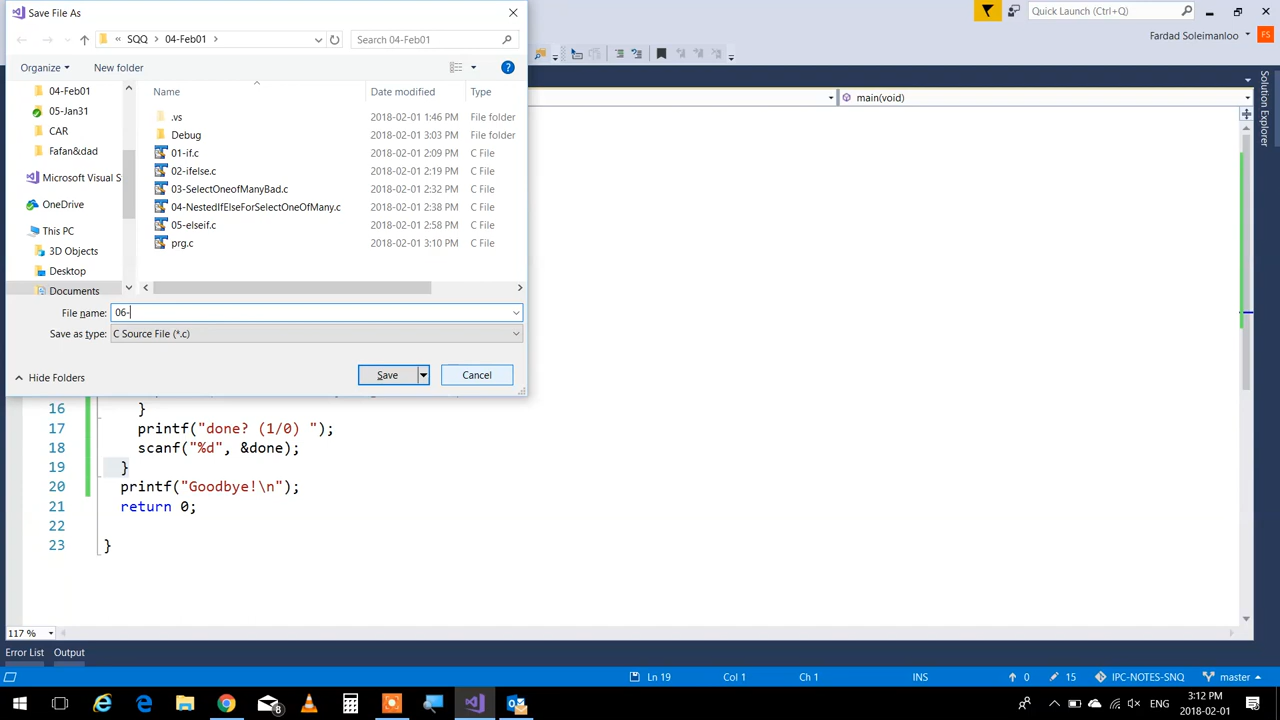 Save File As
« SQQ > 04-Feb01 >
Search 04-Feb01
Quick Launch (Ctrl+Q)
Fardad Soleimanloo
FS
Organize
New folder
04-Feb01
05-Jan31
CAR
Fafan&dad
Microsoft Visual S
OneDrive
This PC
3D Objects
Desktop
Documents
Name Date modified Type
.vs 2018-02-01 1:46 PM File folder
Debug 2018-02-01 3:03 PM File folder
01-if.c 2018-02-01 2:09 PM C File
02-ifelse.c 2018-02-01 2:19 PM C File
03-SelectOneofManyBad.c 2018-02-01 2:32 PM C File
04-NestedIfElseForSelectOneOfMany.c 2018-02-01 2:38 PM C File
05-elseif.c 2018-02-01 2:58 PM C File
prg.c 2018-02-01 3:10 PM C File
File name: 06-
Save as type: C Source File (*.c)
Hide Folders
Save
Cancel
main(void)
Solution Explorer
16 }
17 printf("done? (1/0) ");
18 scanf("%d", &done);
19 }
20 printf("Goodbye!\n");
21 return 0;
22
23 }
117 %
Error List Output
Ln 19 Col 1 Ch 1 INS 0 15 IPC-NOTES-SNQ master
8
ENG
3:12 PM
2018-02-01